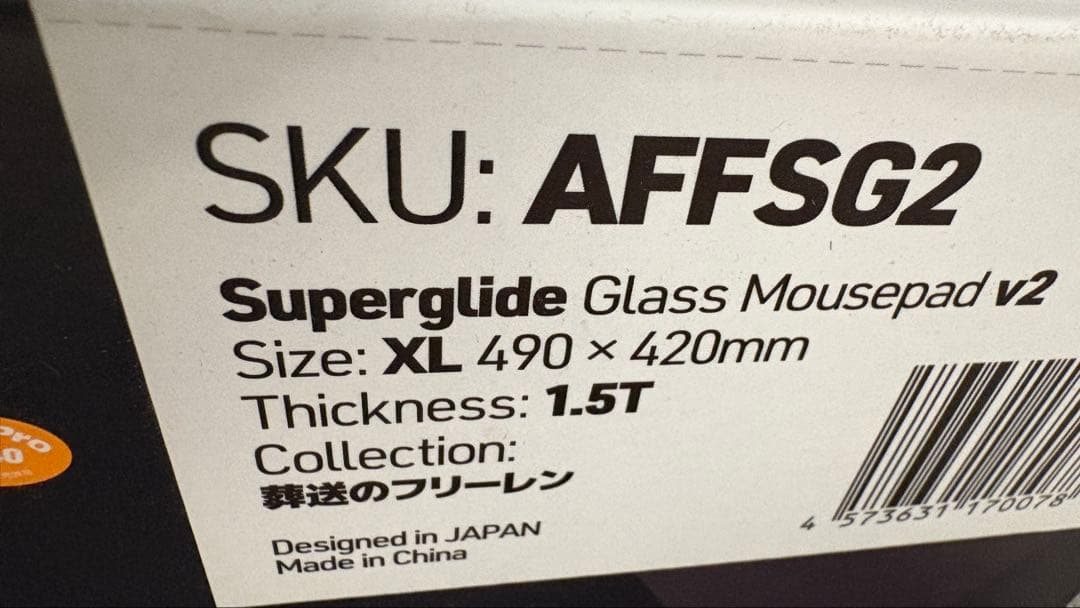 SKU: AFFSG2
Superglide Glass Mousepad v2
Size: XL 490 × 420mm
Thickness: 1.5T
Collection:
葬送のフリーレン
Designed in JAPAN
Made in China
4 573631 170078